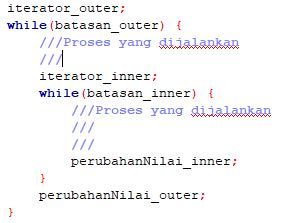 iterator_outer;
while(batasan_outer) {
///Proses yang dijalankan
///
iterator_inner;
while(batasan_inner) {
///Proses yang dijalankan
///
///
perubahanNilai_inner;
}
perubahanNilai_outer;
}